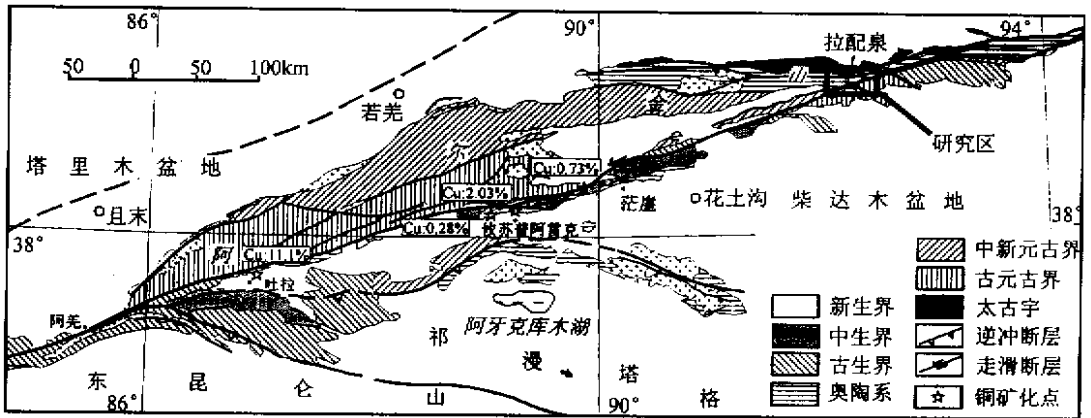 86°
90°
94°
拉配泉
50 0 50 100km
若羌
金
研究区
塔里木盆地
尔
Cu:0.73%
Cu:2.03%
茫崖
花土沟
柴达木盆地
且末
Cu:0.28%
38°
38°
阿
Cu:11.1%
吐拉
中新元古界
古元古界
新生界
太古宇
阿羌
祁
阿牙克库木湖
中生界
逆冲断层
漫
古生界
走滑断层
东昆仑山
塔
格
奥陶系
铜矿化点
86°
90°